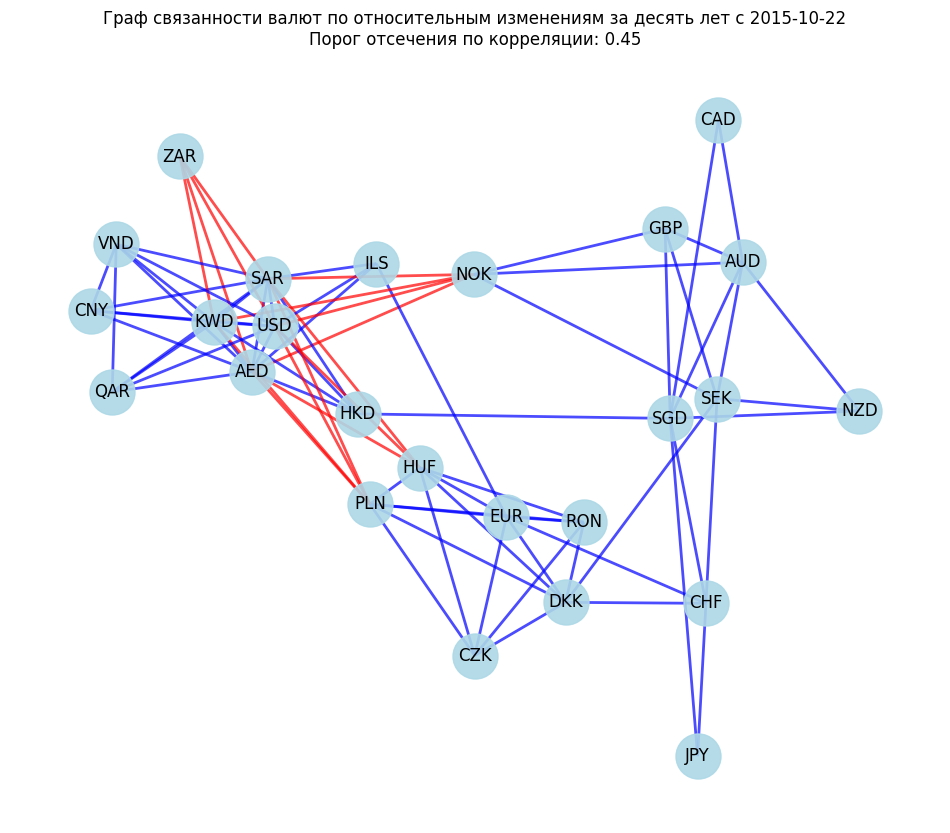 Граф связанности валют по относительным изменениям за десять лет с 2015-10-22
Порог отсечения по корреляции: 0.45
CAD
ZAR
GBP
VND
AUD
ILS
NOK
SAR
CNY
KWD
USD
AED
QAR
SEK
NZD
HKD
SGD
HUF
PLN
EUR
RON
DKK
CHF
CZK
JPY